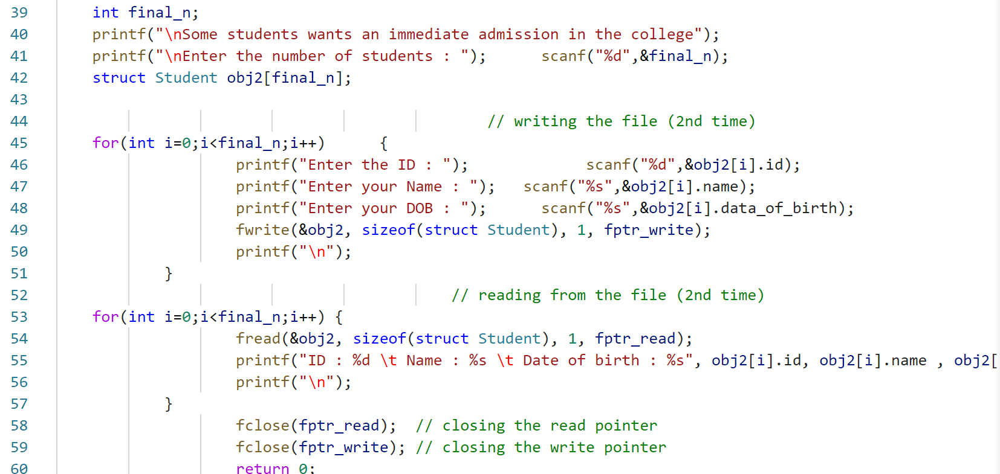 39 int final_n;
40 printf("\nSome students wants an immediate admission in the college");
41 printf("\nEnter the number of students : "); scanf("%d",&final_n);
42 struct Student obj2[final_n];
43
44 // writing the file (2nd time)
45 for(int i=0;i<final_n;i++) {
46 printf("Enter the ID : "); scanf("%d",&obj2[i].id);
47 printf("Enter your Name : "); scanf("%s",&obj2[i].name);
48 printf("Enter your DOB : "); scanf("%s",&obj2[i].data_of_birth);
49 fwrite(&obj2, sizeof(struct Student), 1, fptr_write);
50 printf("\n");
51 }
52 // reading from the file (2nd time)
53 for(int i=0;i<final_n;i++) {
54 fread(&obj2, sizeof(struct Student), 1, fptr_read);
55 printf("ID : %d \t Name : %s \t Date of birth : %s", obj2[i].id, obj2[i].name , obj2[
56 printf("\n");
57 }
58 fclose(fptr_read); // closing the read pointer
59 fclose(fptr_write); // closing the write pointer
60 return 0;